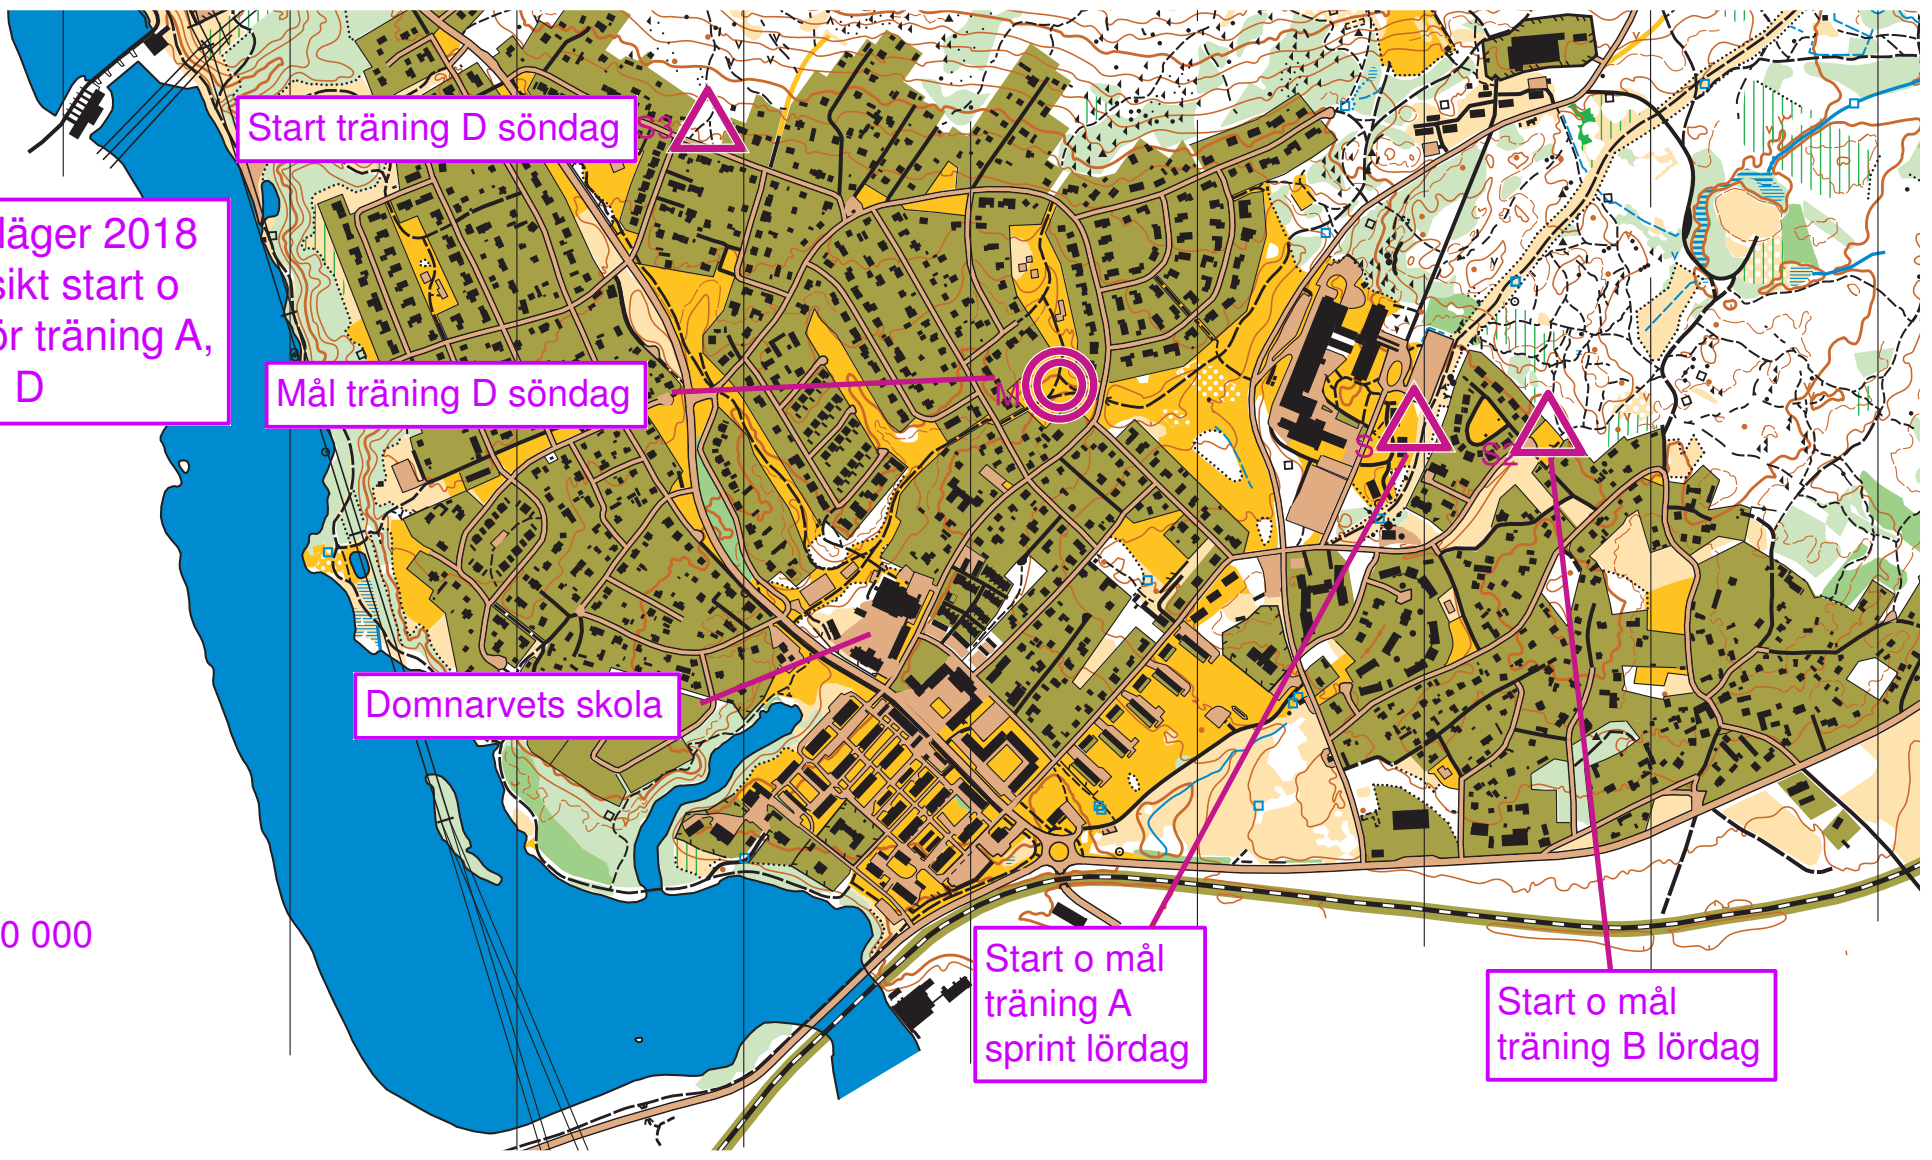 Start träning D söndag
S3
läger 2018
sikt start o
ör träning A,
D
Mål träning D söndag
M
S
S2
Domnarvets skola
0 000
Start o mål
träning A
sprint lördag
Start o mål
träning B lördag